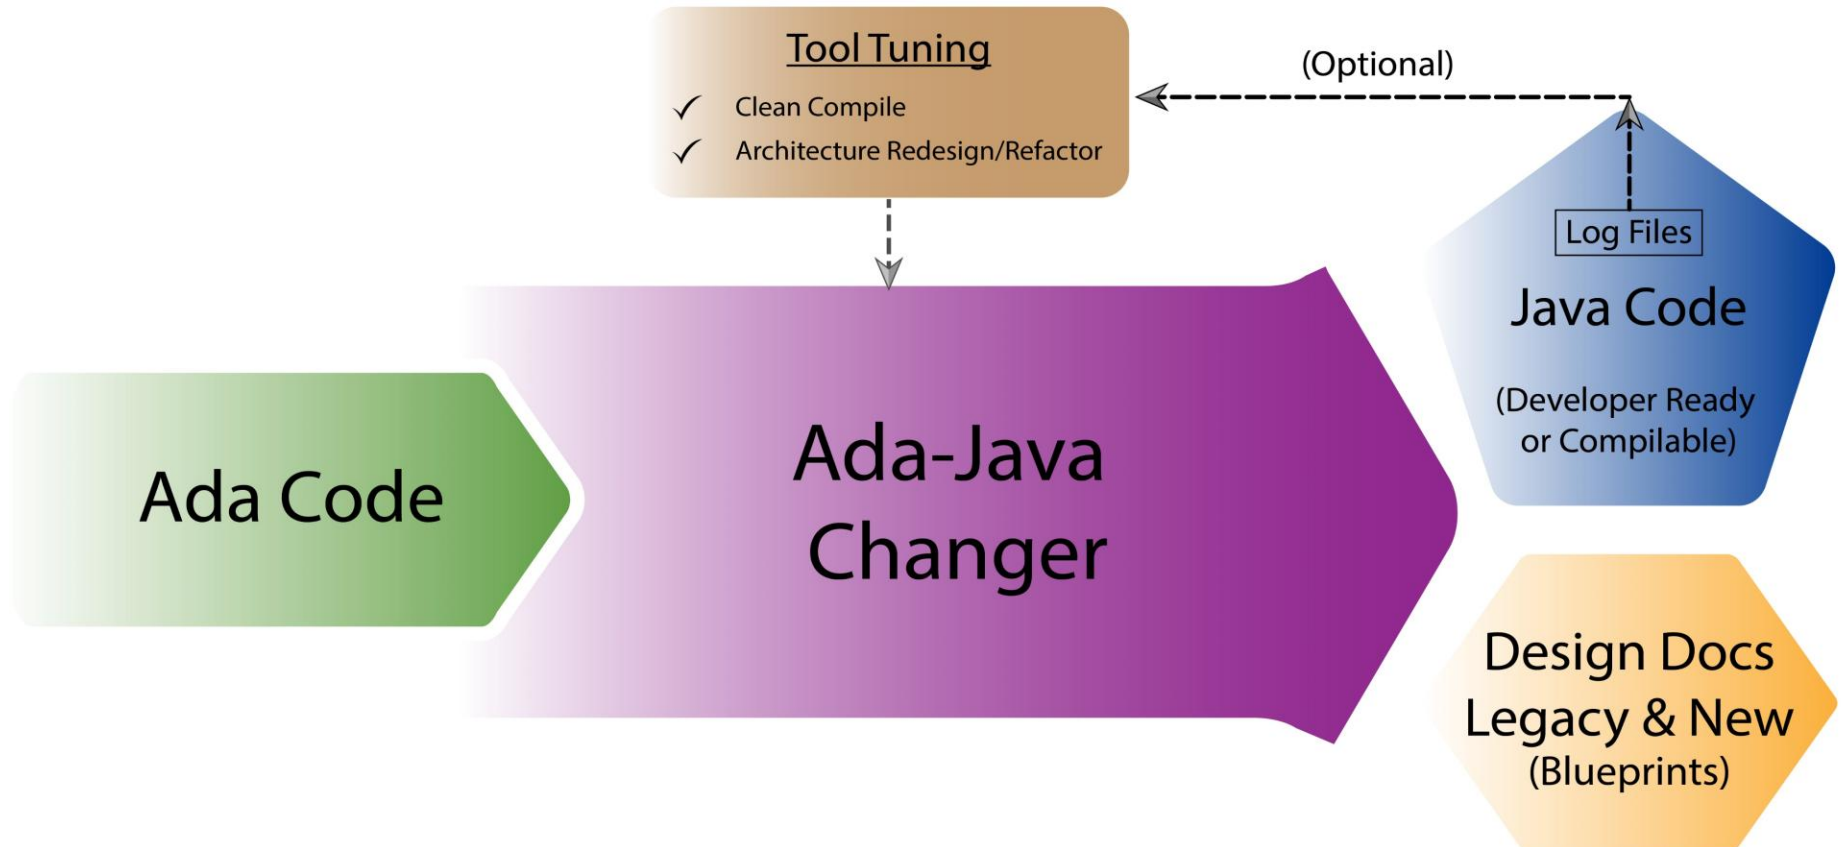 Tool Tuning
Clean Compile
Architecture Redesign/Refactor
(Optional)
Log Files
Java Code
(Developer Ready
or Compilable)
Ada Code
Ada-Java
Changer
Design Docs
Legacy & New
(Blueprints)